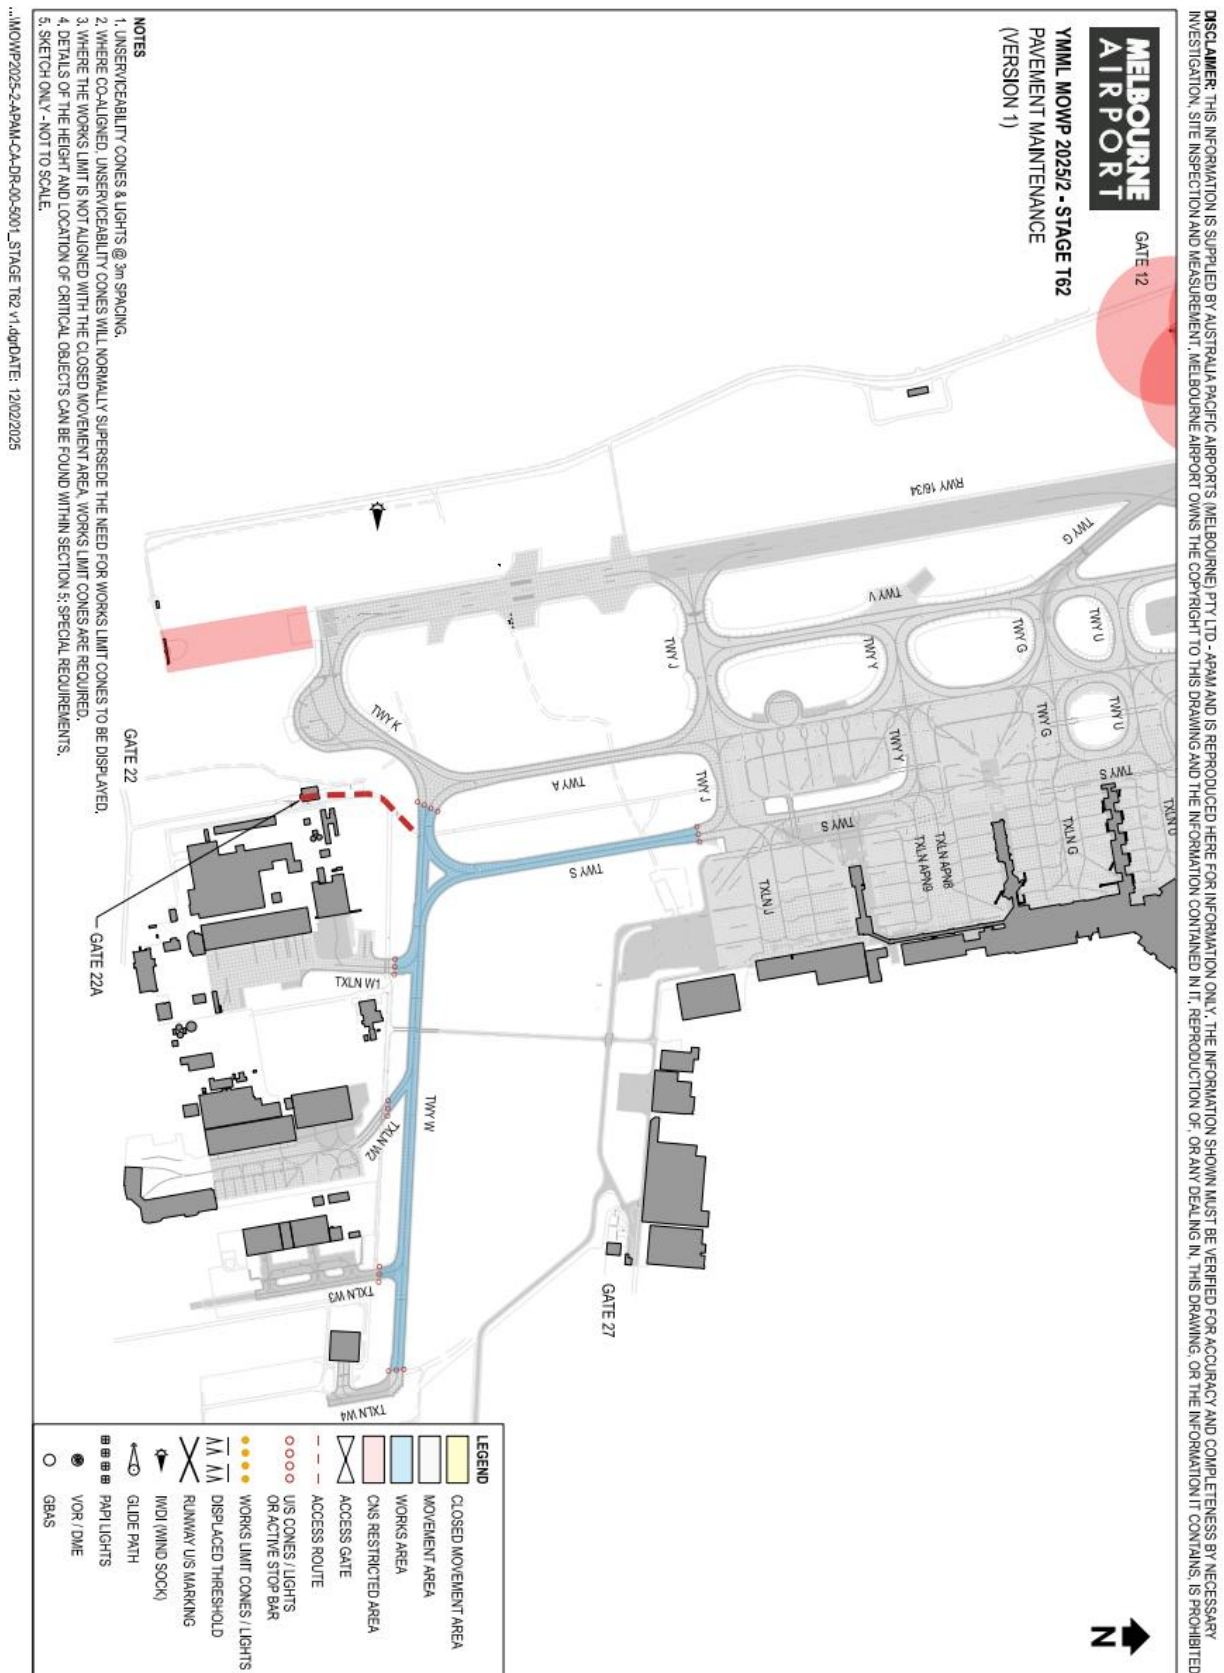 DISCLAIMER: THIS INFORMATION IS SUPPLIED BY AUSTRALIA PACIFIC AIRPORTS (MELBOURNE) PTY LTD - APAM AND IS REPRODUCED HERE FOR INFORMATION ONLY. THE INFORMATION SHOWN MUST BE VERIFIED FOR ACCURACY AND COMPLETENESS BY NECESSARY
INVESTIGATION, SITE INSPECTION AND MEASUREMENT. MELBOURNE AIRPORT OWNS THE COPYRIGHT TO THIS DRAWING AND THE INFORMATION CONTAINED IN IT. REPRODUCTION OF, OR ANY DEALING IN, THIS DRAWING, OR THE INFORMATION IT CONTAINS, IS PROHIBITED
MELBOURNE
AIRPORT
YMML MOWP 2025/2 - STAGE T62
PAVEMENT MAINTENANCE
(VERSION 1)
GATE 12
RWY 16/34
TWY G
TWY V
TWY U
TWY G
TWY Y
TWY J
TWY K
TWY U
TWY G
TWY Y
TWY J
TWY A
TWY S
TXLN U
TWY S
TXLN G
TXLN APN8
TXLN APN9
TXLN J
TWY S
GATE 22
GATE 22A
TXLN W1
TWY W
TXLN W2
TXLN W3
GATE 27
TXLN W4
N
NOTES
1. UNSERVICEABILITY CONES & LIGHTS @ 3m SPACING.
2. WHERE CO-ALIGNED, UNSERVICEABILITY CONES WILL NORMALLY SUPERSEDE THE NEED FOR WORKS LIMIT CONES TO BE DISPLAYED.
3. WHERE THE WORKS LIMIT IS NOT ALIGNED WITH THE CLOSED MOVEMENT AREA, WORKS LIMIT CONES ARE REQUIRED.
4. DETAILS OF THE HEIGHT AND LOCATION OF CRITICAL OBJECTS CAN BE FOUND WITHIN SECTION 5: SPECIAL REQUIREMENTS.
5. SKETCH ONLY - NOT TO SCALE.
LEGEND
CLOSED MOVEMENT AREA
MOVEMENT AREA
WORKS AREA
CNS RESTRICTED AREA
ACCESS GATE
ACCESS ROUTE
U/S CONES / LIGHTS
OR ACTIVE STOP BAR
WORKS LIMIT CONES / LIGHTS
DISPLACED THRESHOLD
RUNWAY U/S MARKING
IWDI (WIND SOCK)
GLIDE PATH
PAPI LIGHTS
VOR / DME
GBAS
...\MOWP2025-2-APAM-CA-DR-00-5001_STAGE T62 v1.dgnDATE: 12/02/2025